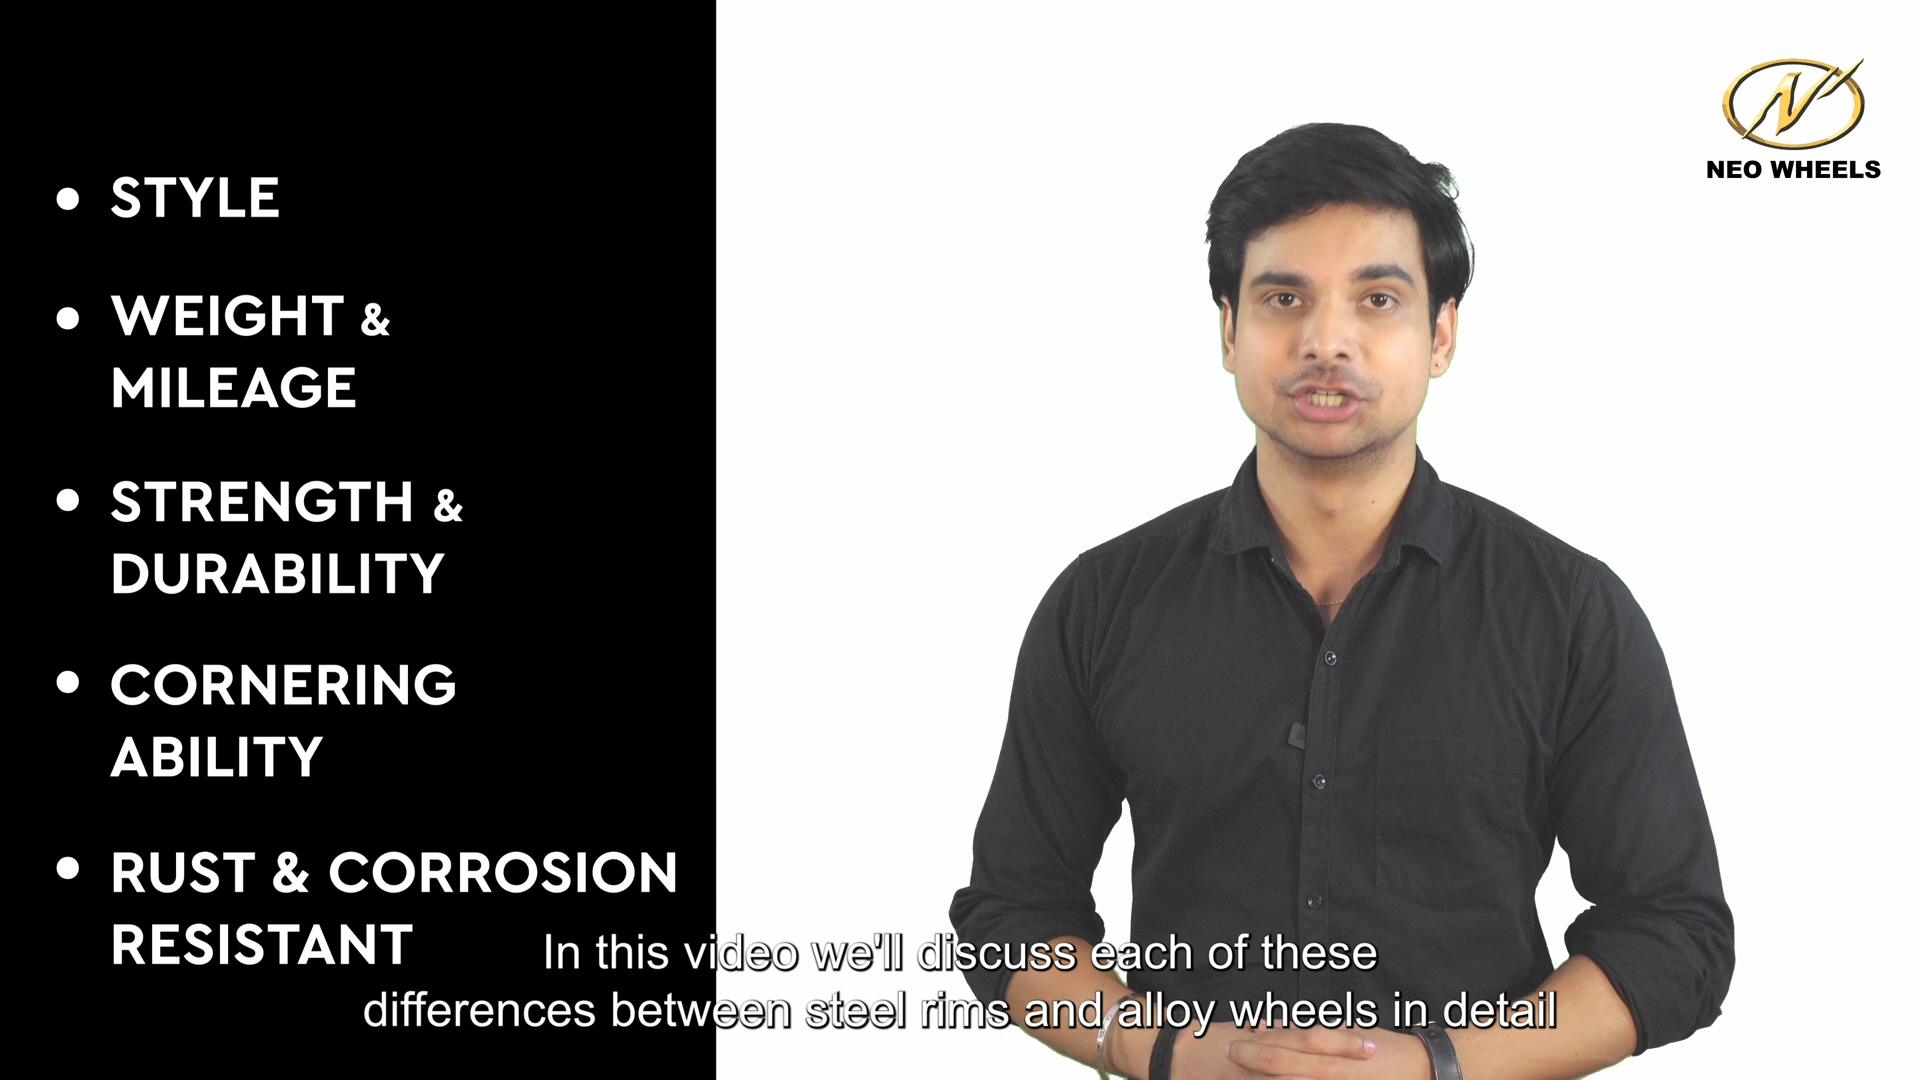 STYLE
WEIGHT &
MILEAGE
STRENGTH &
DURABILITY
CORNERING
ABILITY
RUST & CORROSION
RESISTANT
NEO WHEELS
In this video we'll discuss each of these
differences between steel rims and alloy wheels in detail